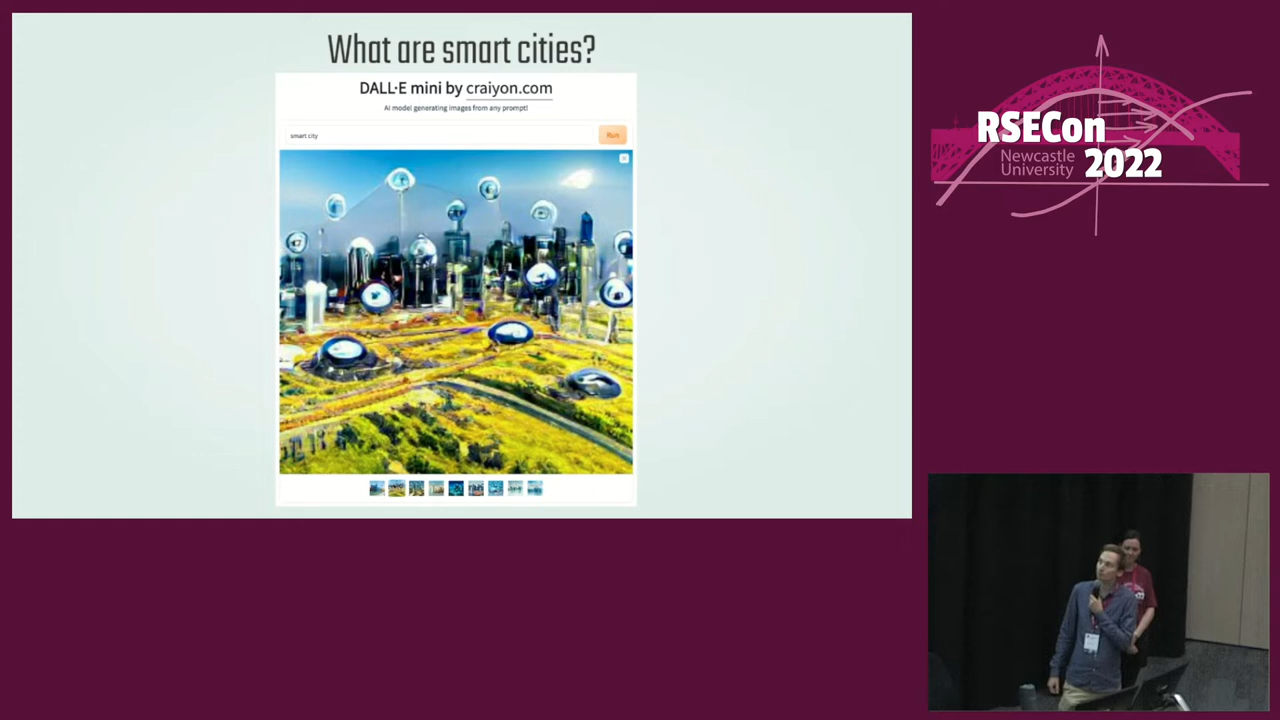 What are smart cities?
DALL·E mini by craiyon.com
AI model generating images from any prompt!
smart city
Run
RSECon
Newcastle
University
2022